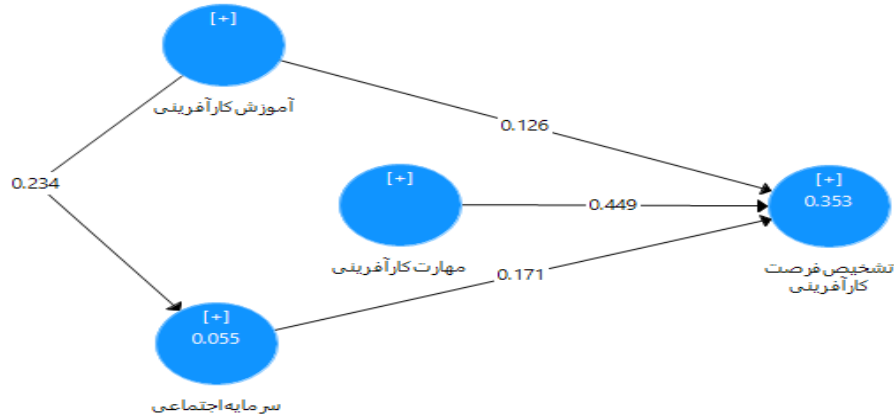 [+]
آموزش کارآفرینی
0.126
0.234
[+]
مهارت کارآفرینی
0.449
[+]
0.353
تشخیص فرصت
کارآفرینی
0.171
[+]
0.055
سرمایه اجتماعی